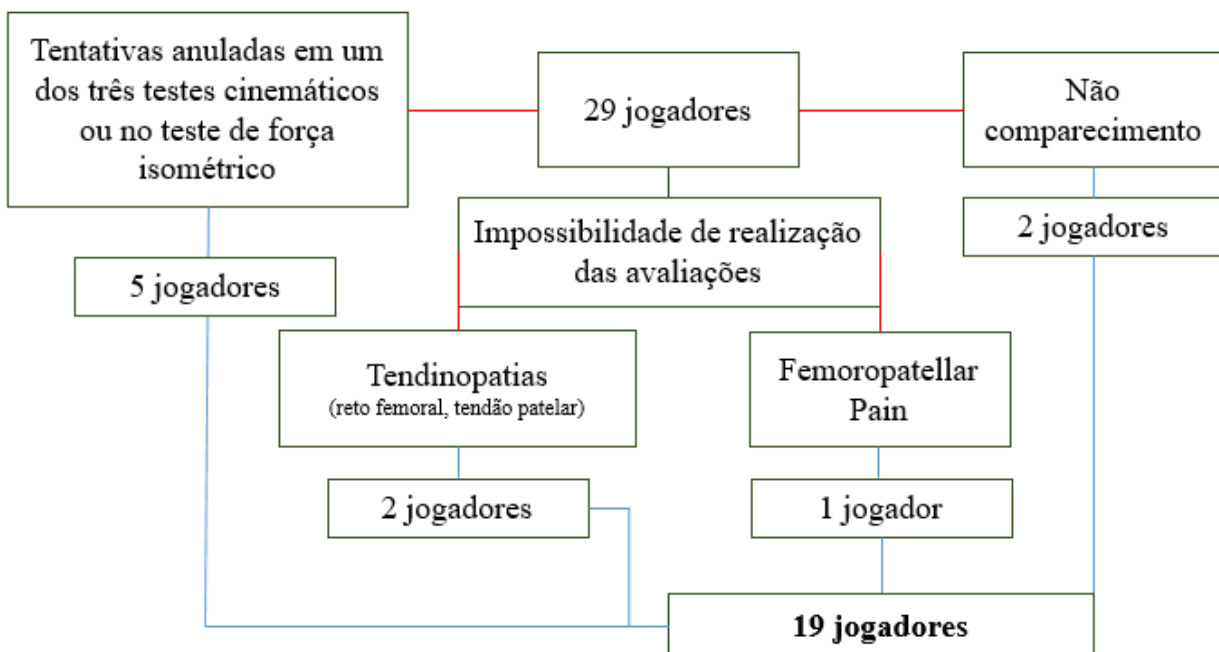 Tentativas anuladas em um
dos três testes cinemáticos
ou no teste de força
isométrico
29 jogadores
Não
comparecimento
Impossibilidade de realização
das avaliações
2 jogadores
5 jogadores
Tendinopatias
(reto femoral, tendão patelar)
Femoropatellar
Pain
2 jogadores
1 jogador
19 jogadores